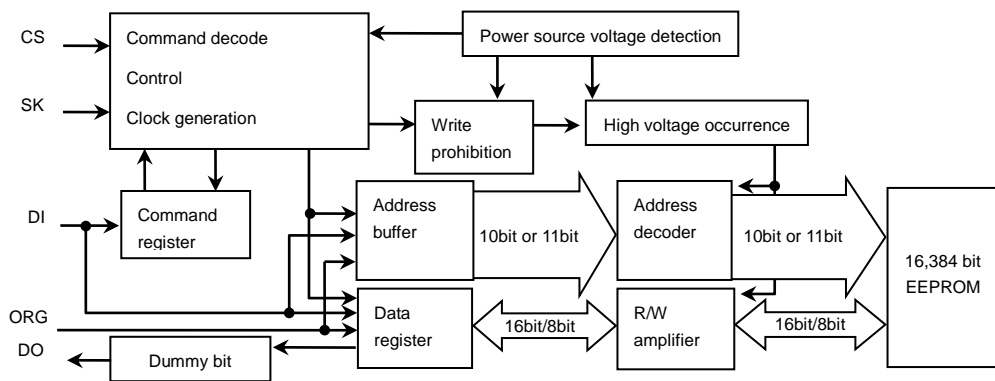 CS
Command decode
Control
Clock generation
Power source voltage detection
SK
Write
prohibition
High voltage occurrence
DI
Command
register
Address
buffer
10bit or 11bit
Address
decoder
10bit or 11bit
16,384 bit
EEPROM
ORG
Data
register
16bit/8bit
R/W
amplifier
16bit/8bit
DO
Dummy bit